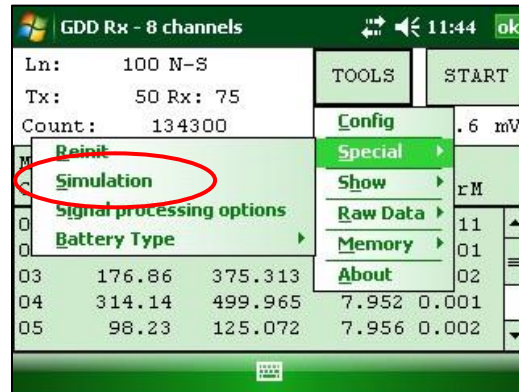 GDD Rx - 8 channels 11:44 ok
Ln: 100 N-S
Tx: 50 Rx: 75
TOOLS START
Count: 134300 .6 mV
Config
Special
Show
Raw Data
Memory
About
Reinit
Simulation
Signal processing options
Battery Type
rM
11
01
03 176.86 375.313 02
04 314.14 499.965 7.952 0.001
05 98.23 125.072 7.956 0.002